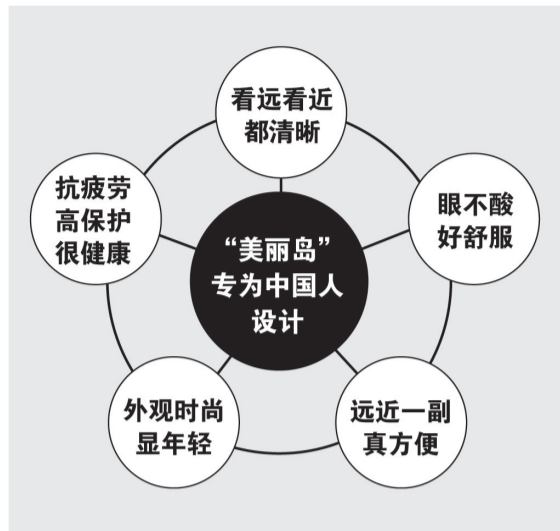 看远看近
都清晰
抗疲劳
高保护
很健康
眼不酸
好舒服
“美丽岛”
专为中国人
设计
外观时尚
显年轻
远近一副
真方便